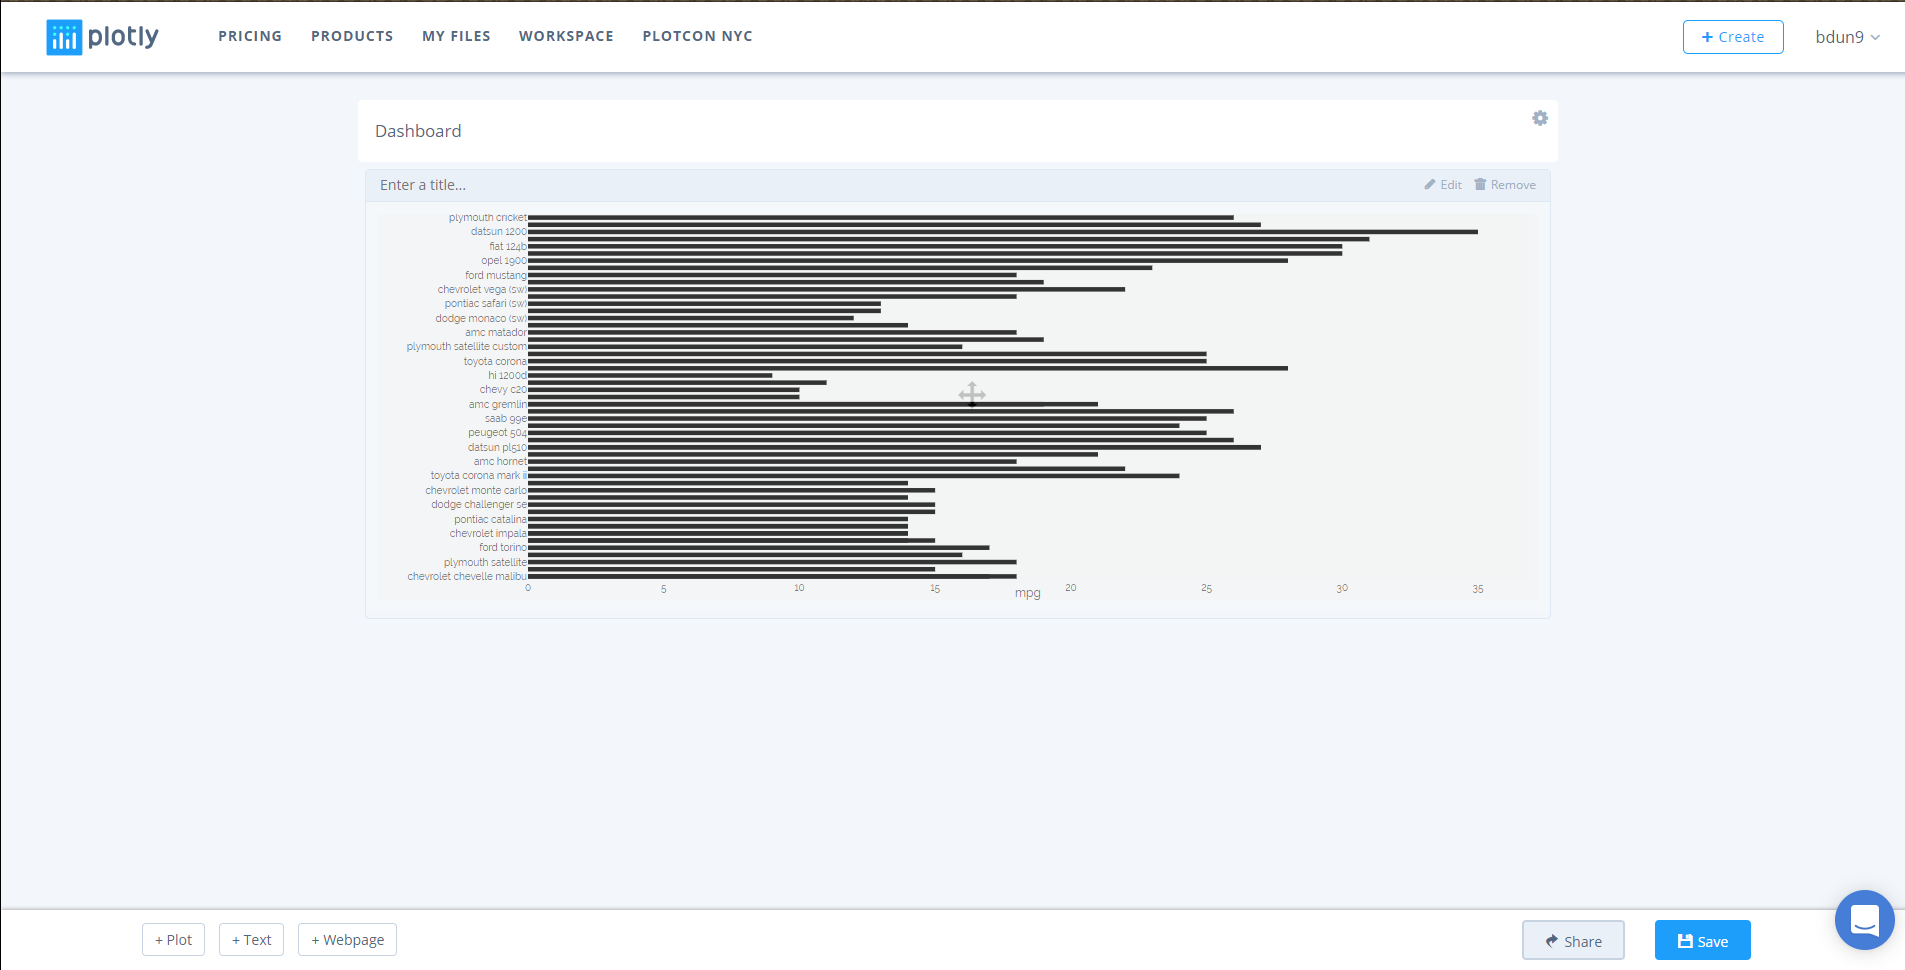 plotly PRICING PRODUCTS MY FILES WORKSPACE PLOTCON NYC + Create bdun9
Dashboard
Enter a title... Edit Remove
plymouth cricket
datsun 1200
fiat 124b
opel 1900
ford mustang
chevrolet vega (sw)
pontiac safari (sw)
dodge monaco (sw)
amc matador
plymouth satellite custom
toyota corona
hi 1200d
chevy c20
amc gremlin
saab 99e
peugeot 504
datsun pl510
amc hornet
toyota corona mark ii
chevrolet monte carlo
dodge challenger se
pontiac catalina
chevrolet impala
ford torino
plymouth satellite
chevrolet chevelle malibu
0 5 10 15 20 25 30 35
mpg
+ Plot + Text + Webpage Share Save